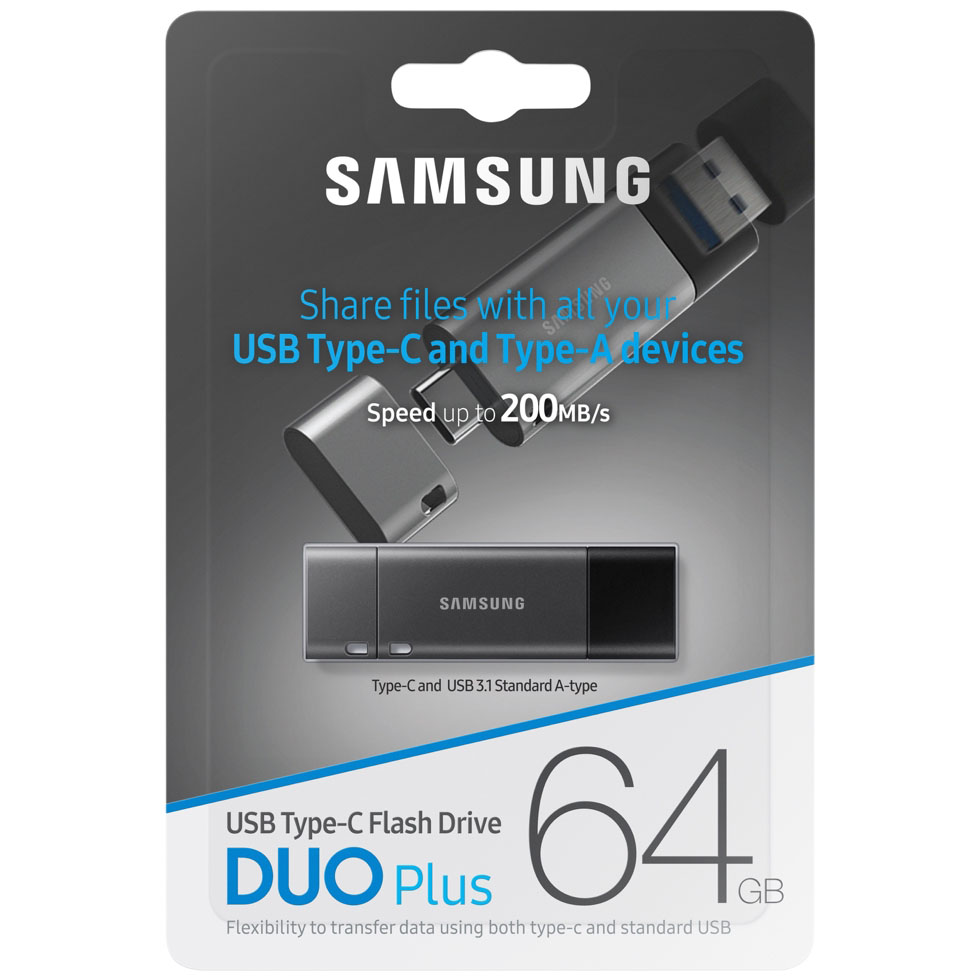 SAMSUNG
SAMSUNG
Share files with all your
USB Type-C and Type-A devices
Speed up to 200MB/s
SAMSUNG
Type-C and USB 3.1 Standard A-type
USB Type-C Flash Drive
DUO Plus
64GB
Flexibility to transfer data using both type-c and standard USB